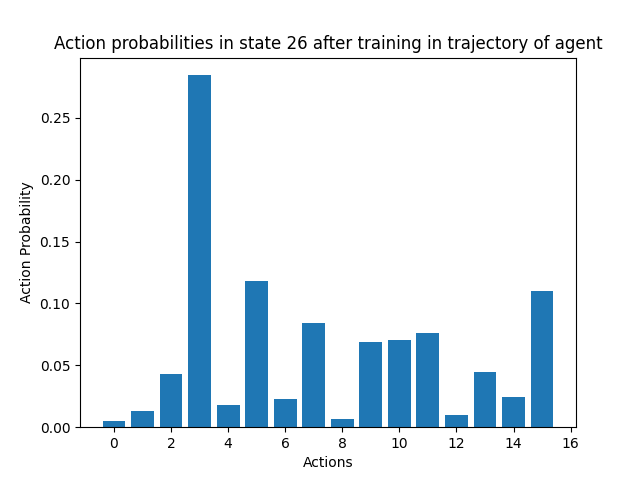 Action probabilities in state 26 after training in trajectory of agent
0.25
0.20
0.15
0.10
0.05
0.00
Action Probability
0 2 4 6 8 10 12 14 16
Actions